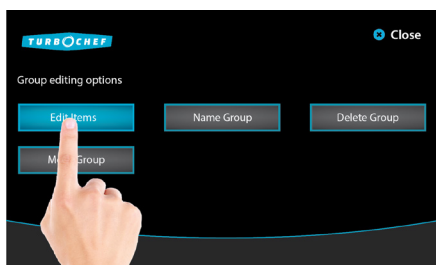 TURBOCHEF
Close
Group editing options
Edit Items
Name Group
Delete Group
Group